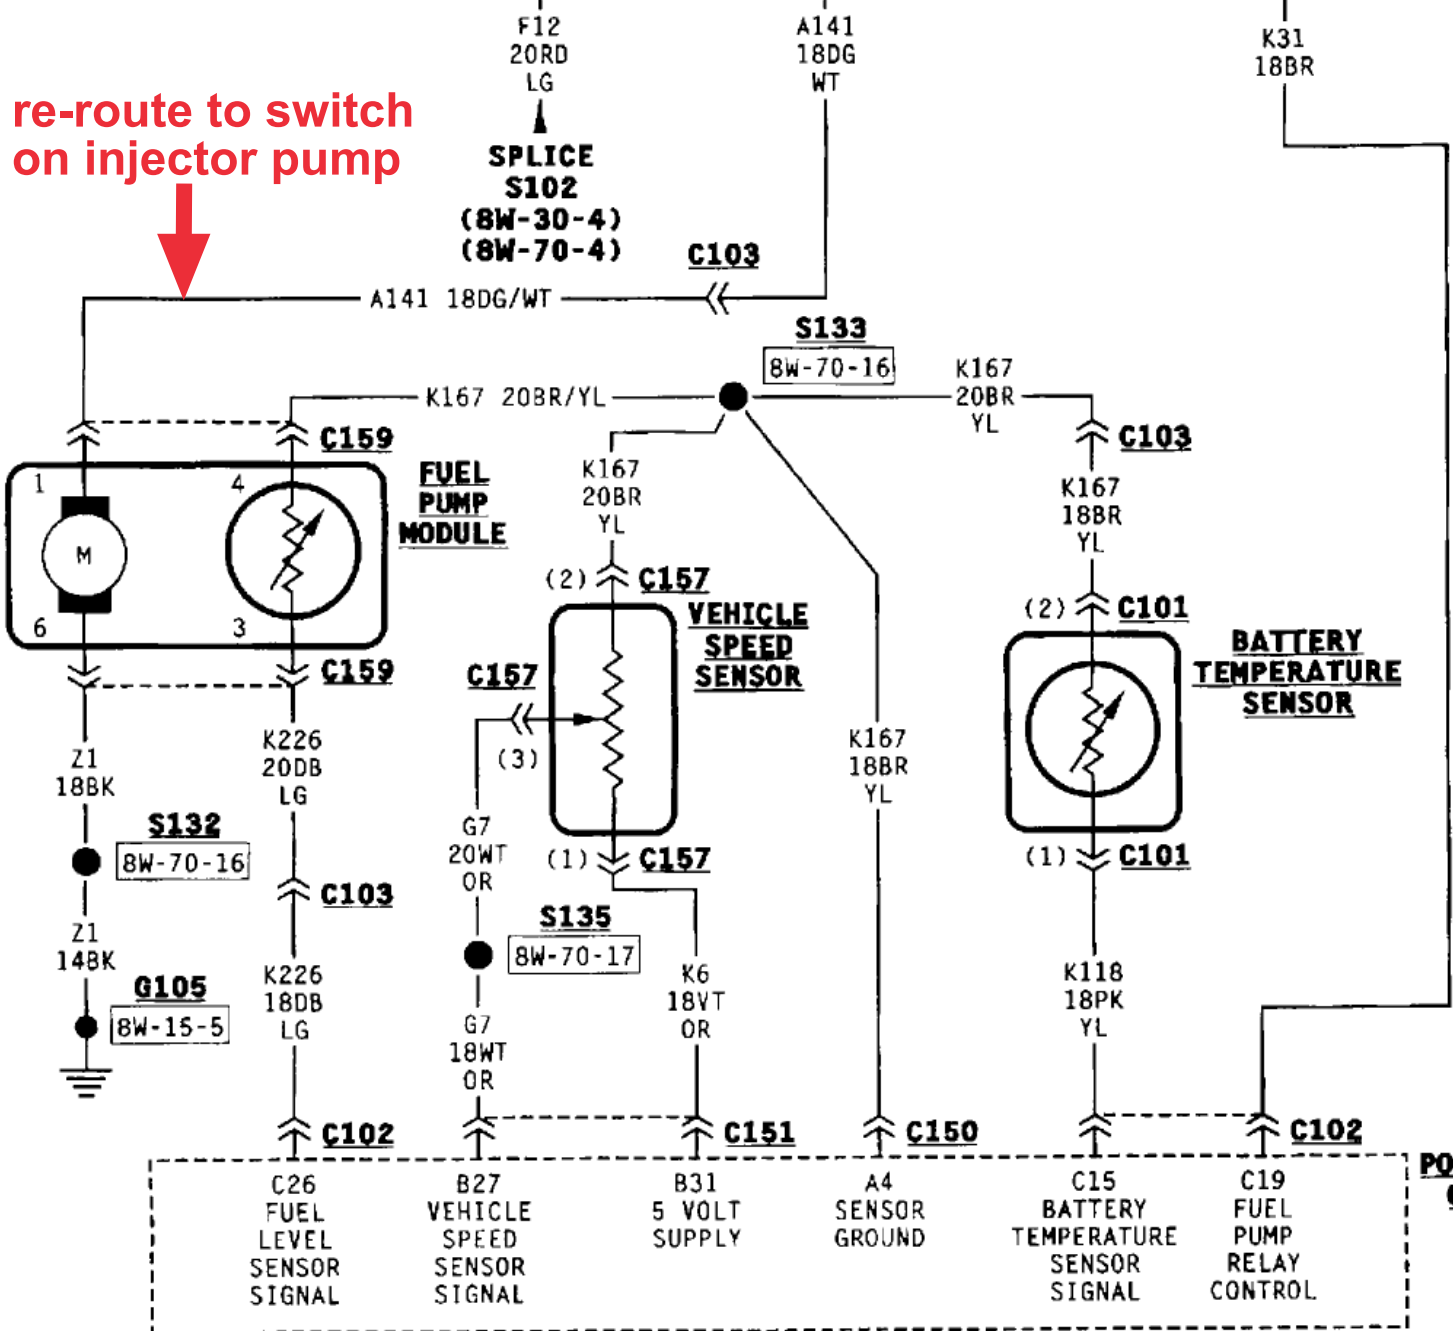 F12
20RD
LG
A141
18DG
WT
K31
18BR
re-route to switch
on injector pump
SPLICE
S102
(8W-30-4)
(8W-70-4)
C103
A141 18DG/WT
S133
8W-70-16
K167 20BR/YL
K167
20BR
YL
C159
C103
FUEL
PUMP
MODULE
1
4
M
6
3
K167
20BR
YL
K167
18BR
YL
(2)
C157
(2)
C101
VEHICLE
SPEED
SENSOR
BATTERY
TEMPERATURE
SENSOR
C159
C157
(3)
Z1
18BK
K226
20DB
LG
K167
18BR
YL
S132
8W-70-16
G7
20WT
OR
(1)
C157
(1)
C101
C103
S135
8W-70-17
Z1
14BK
G105
8W-15-5
K226
18DB
LG
K6
18VT
OR
K118
18PK
YL
G7
18WT
OR
C102
C151
C150
C102
PO
C26
FUEL
LEVEL
SENSOR
SIGNAL
B27
VEHICLE
SPEED
SENSOR
SIGNAL
B31
5 VOLT
SUPPLY
A4
SENSOR
GROUND
C15
BATTERY
TEMPERATURE
SENSOR
SIGNAL
C19
FUEL
PUMP
RELAY
CONTROL